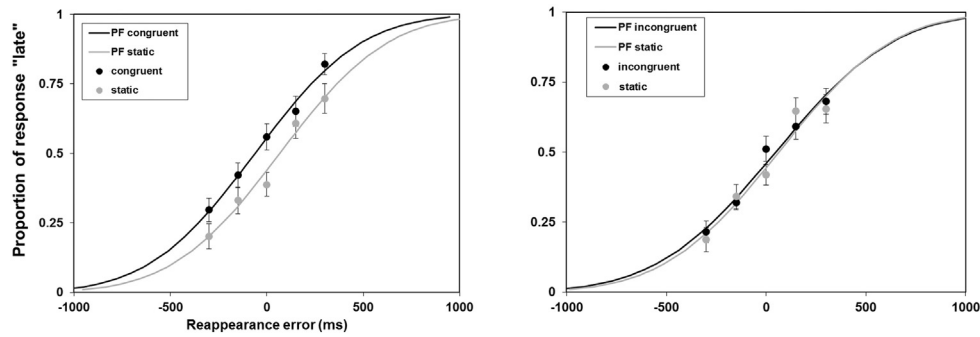 Proportion of response "late"
1
0.75
0.5
0.25
0
PF congruent
PF static
congruent
static
-1000
-500
0
500
1000
Reappearance error (ms)
1
0.75
0.5
0.25
0
PF incongruent
PF static
incongruent
static
-1000
-500
0
500
1000